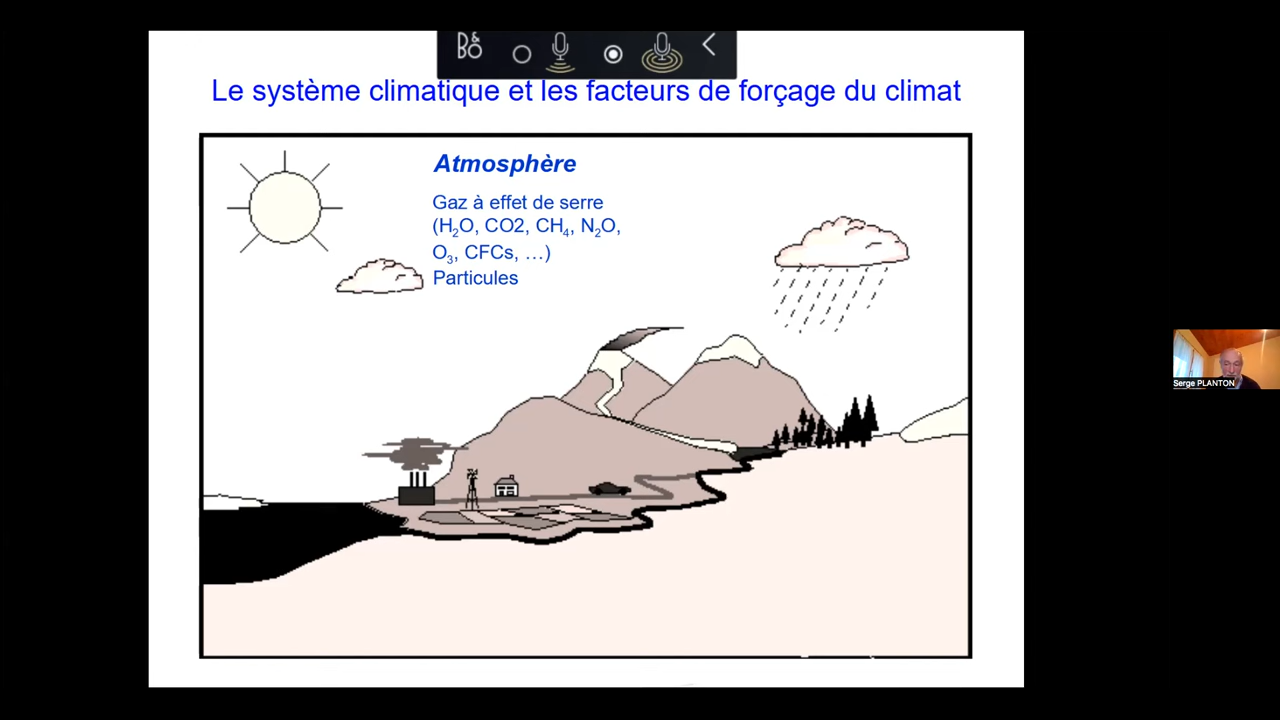 B&O
Le système climatique et les facteurs de forçage du climat
Atmosphère
Gaz à effet de serre
(H₂O, CO2, CH₄, N₂O,
O₃, CFCs, …)
Particules
Serge PLANTON